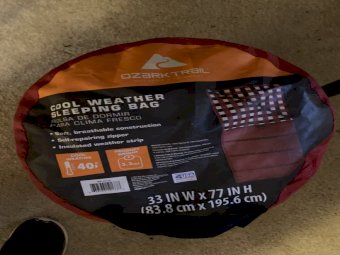 OZARK TRAIL
COOL WEATHER
SLEEPING BAG
BOLSA DE DORMIR
PARA CLIMA FRESCO
• Soft, breathable construction
• Self-repairing zipper
• Insulated weather strip
40
33 IN W x 77 IN H
(83.8 cm x 195.6 cm)